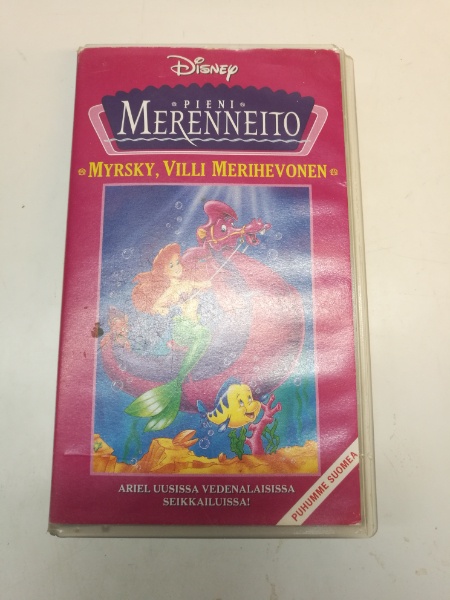 Disney
PIENI
MERENNEITO
MYRSKY, VILLI MERIHEVONEN
ARIEL UUSISSA VEDENALAISISSA
SEIKKAILUISSA!
PUHUMME SUOMEA